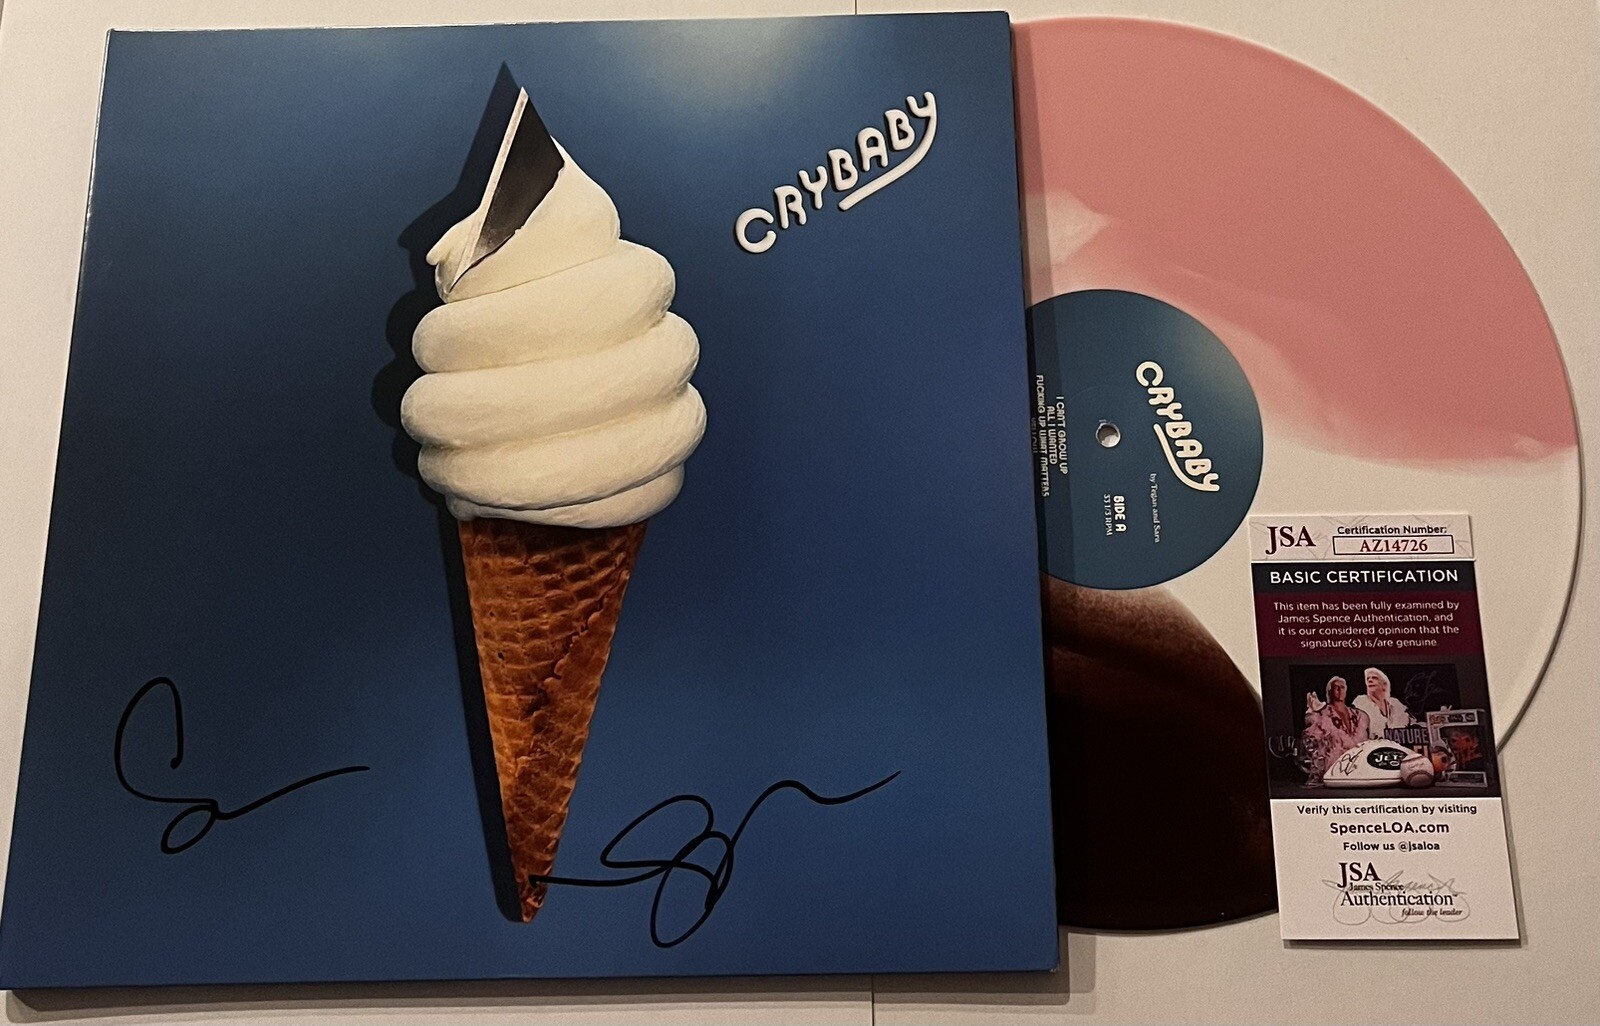 CRYBABY
CRYBABY
by Tegan and Sara
SIDE A
33 1/3 RPM
I CAN'T GROW UP
ALL I WANTED
FUCKING UP WHAT MATTERS
YELLOW
JSA
Certification Number:
AZ14726
BASIC CERTIFICATION
This item has been fully examined by
James Spence Authentication, and
it is our considered opinion that the
signature(s) is/are genuine.
NATURE
JETS
Verify this certification by visiting
SpenceLOA.com
Follow us @jsaloa
JSA
James Spence
Authentication
follow the leader